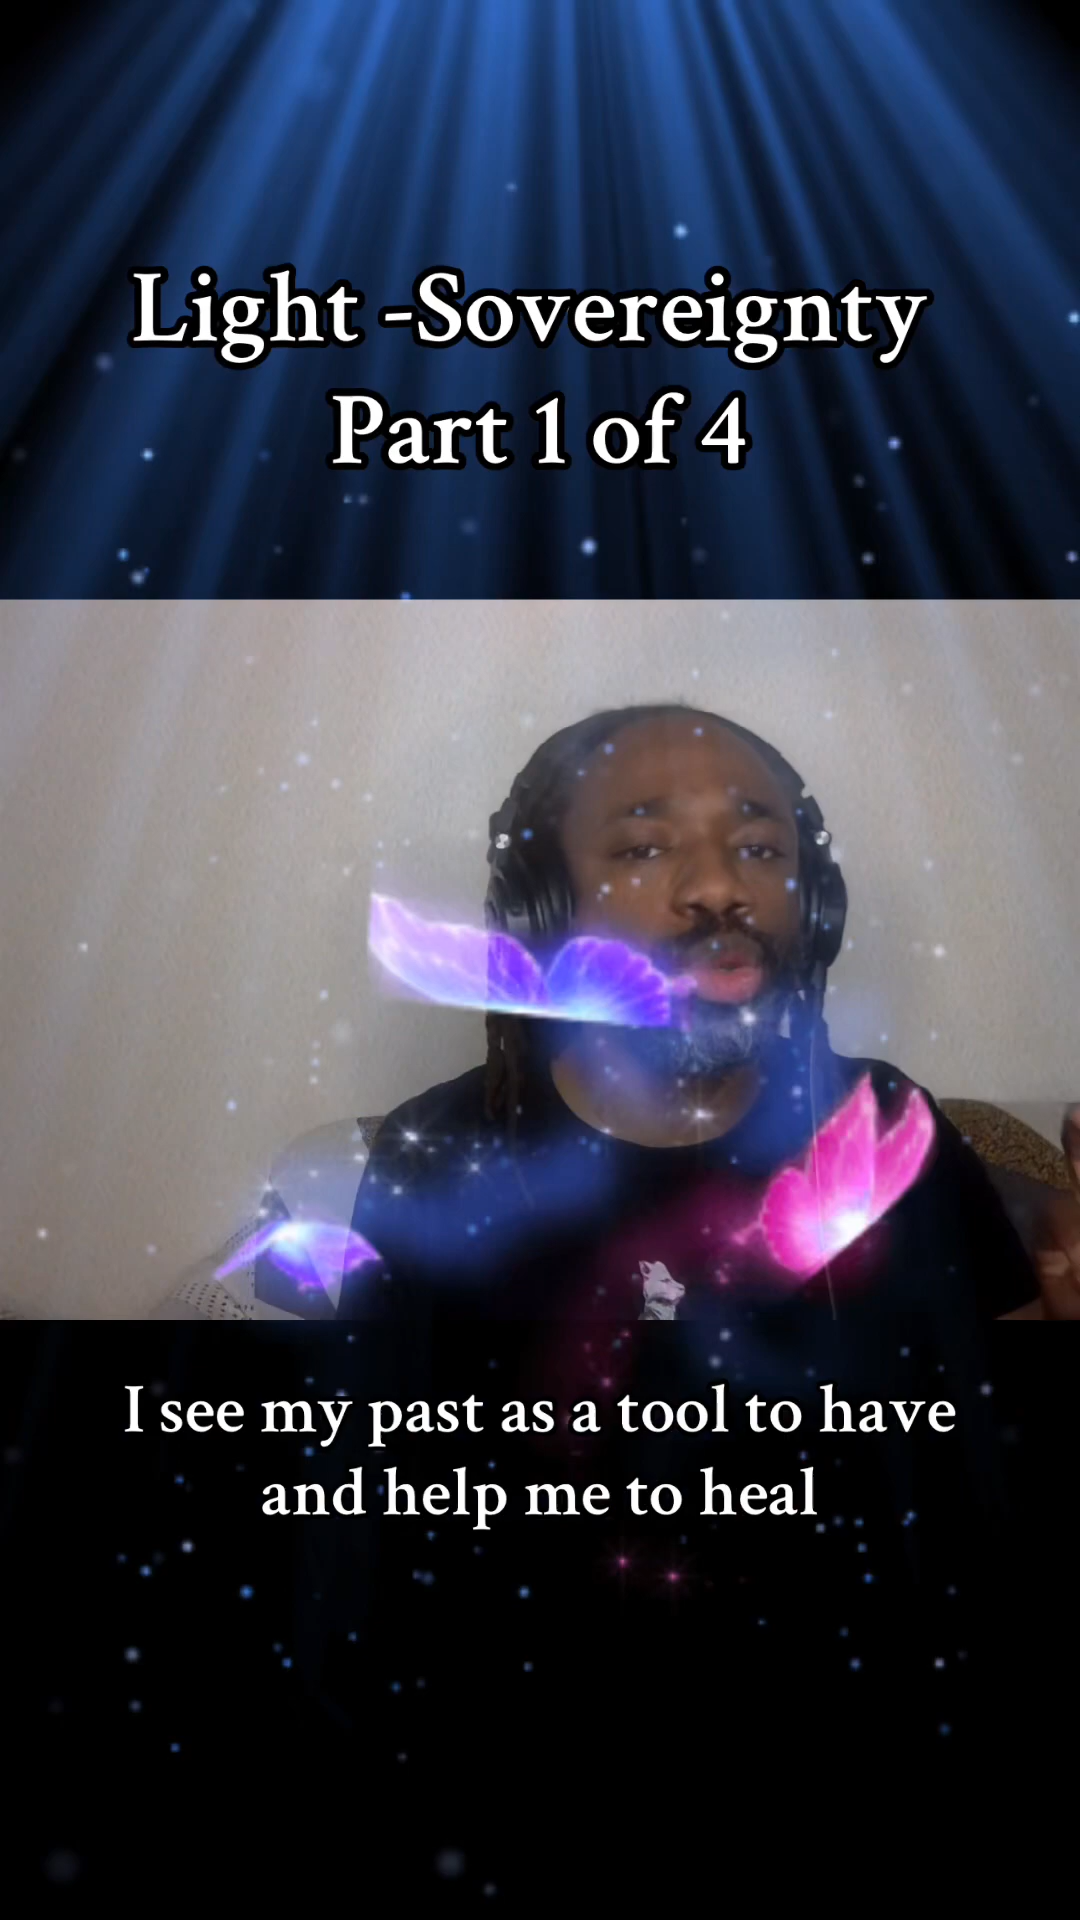 Light -Sovereignty
Part 1 of 4
I see my past as a tool to have
and help me to heal